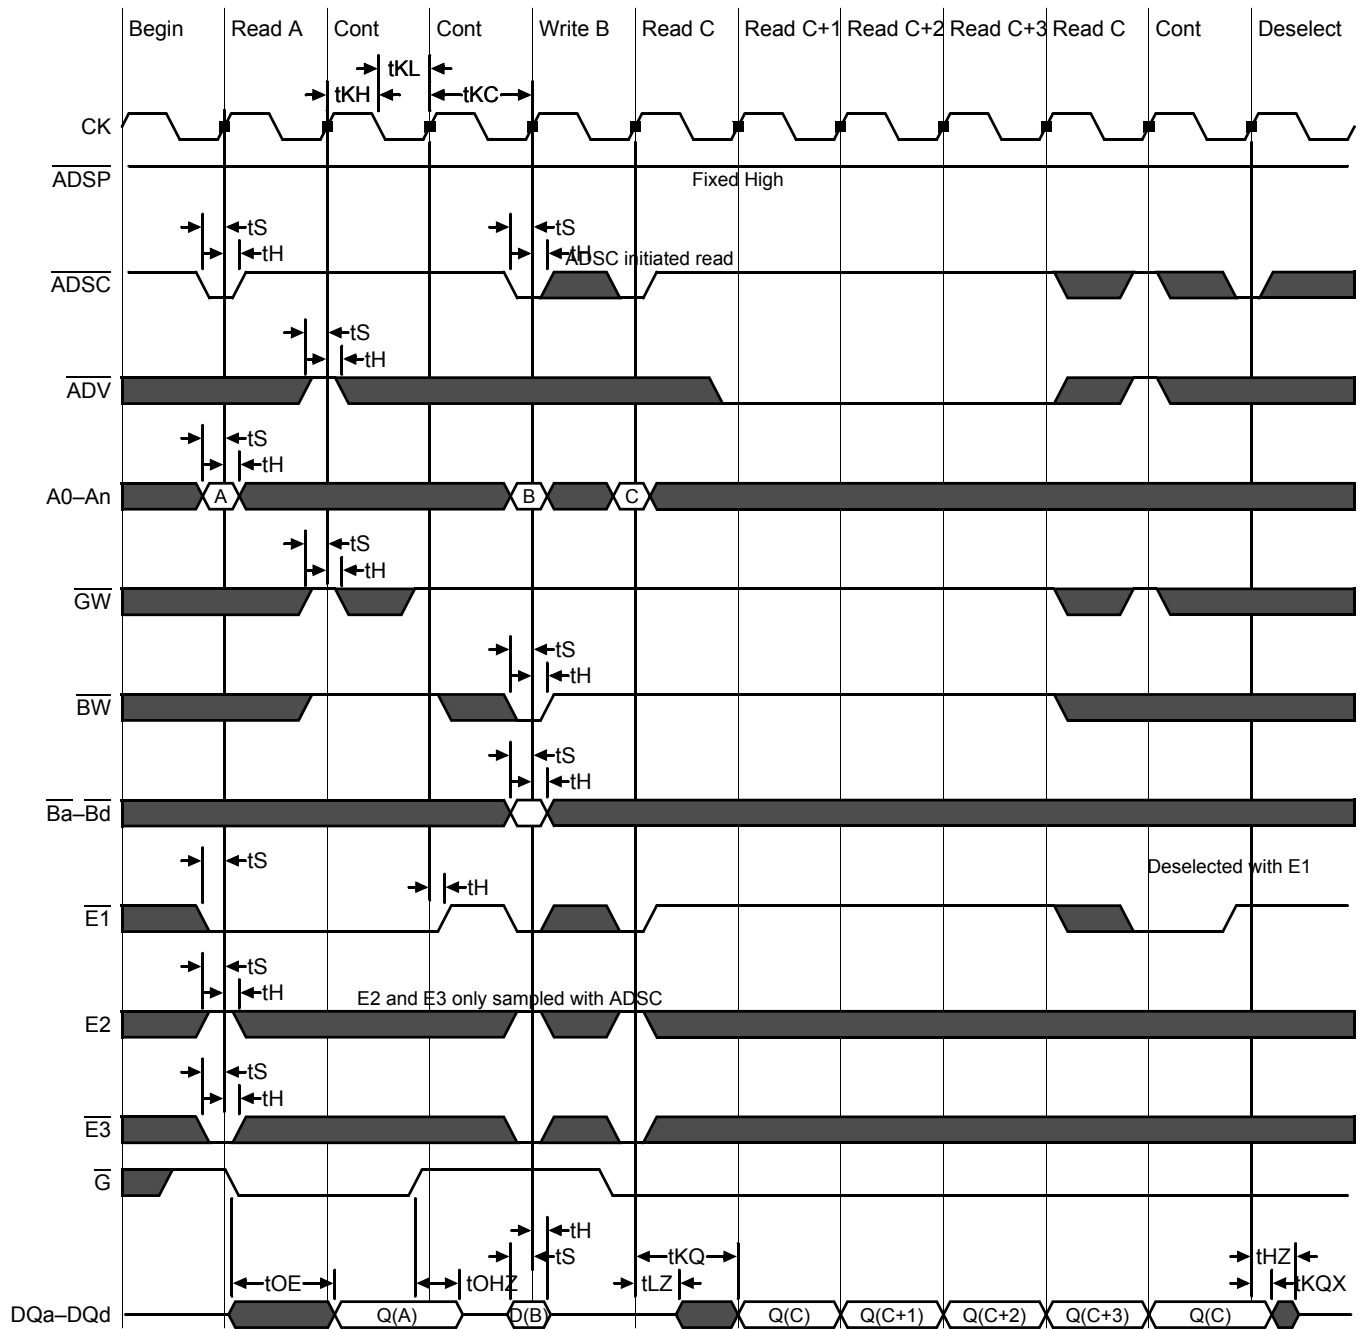 Begin Read A Cont Cont Write B Read C Read C+1 Read C+2 Read C+3 Read C Cont Deselect
tKL
tKH tKC
CK
ADSP
Fixed High
tS tS
tH tH
ADSC initiated read
ADSC
tS
tH
ADV
tS
tH
A0–An A B C
tS
tH
GW
tS
tH
BW
tS
tH
Ba–Bd
tS Deselected with E1
tH
E1
tS
tH
E2 and E3 only sampled with ADSC
E2
tS
tH
E3
G
tH
tS tKQ tHZ
tOE tOHZ tLZ tKQX
DQa–DQd Q(A) D(B) Q(C) Q(C+1) Q(C+2) Q(C+3) Q(C)